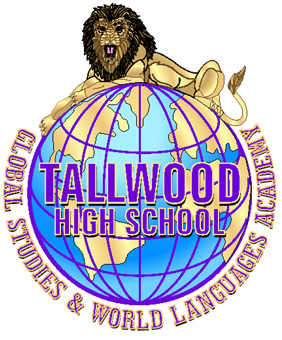 TALLWOOD
HIGH SCHOOL
GLOBAL STUDIES & WORLD LANGUAGES ACADEMY